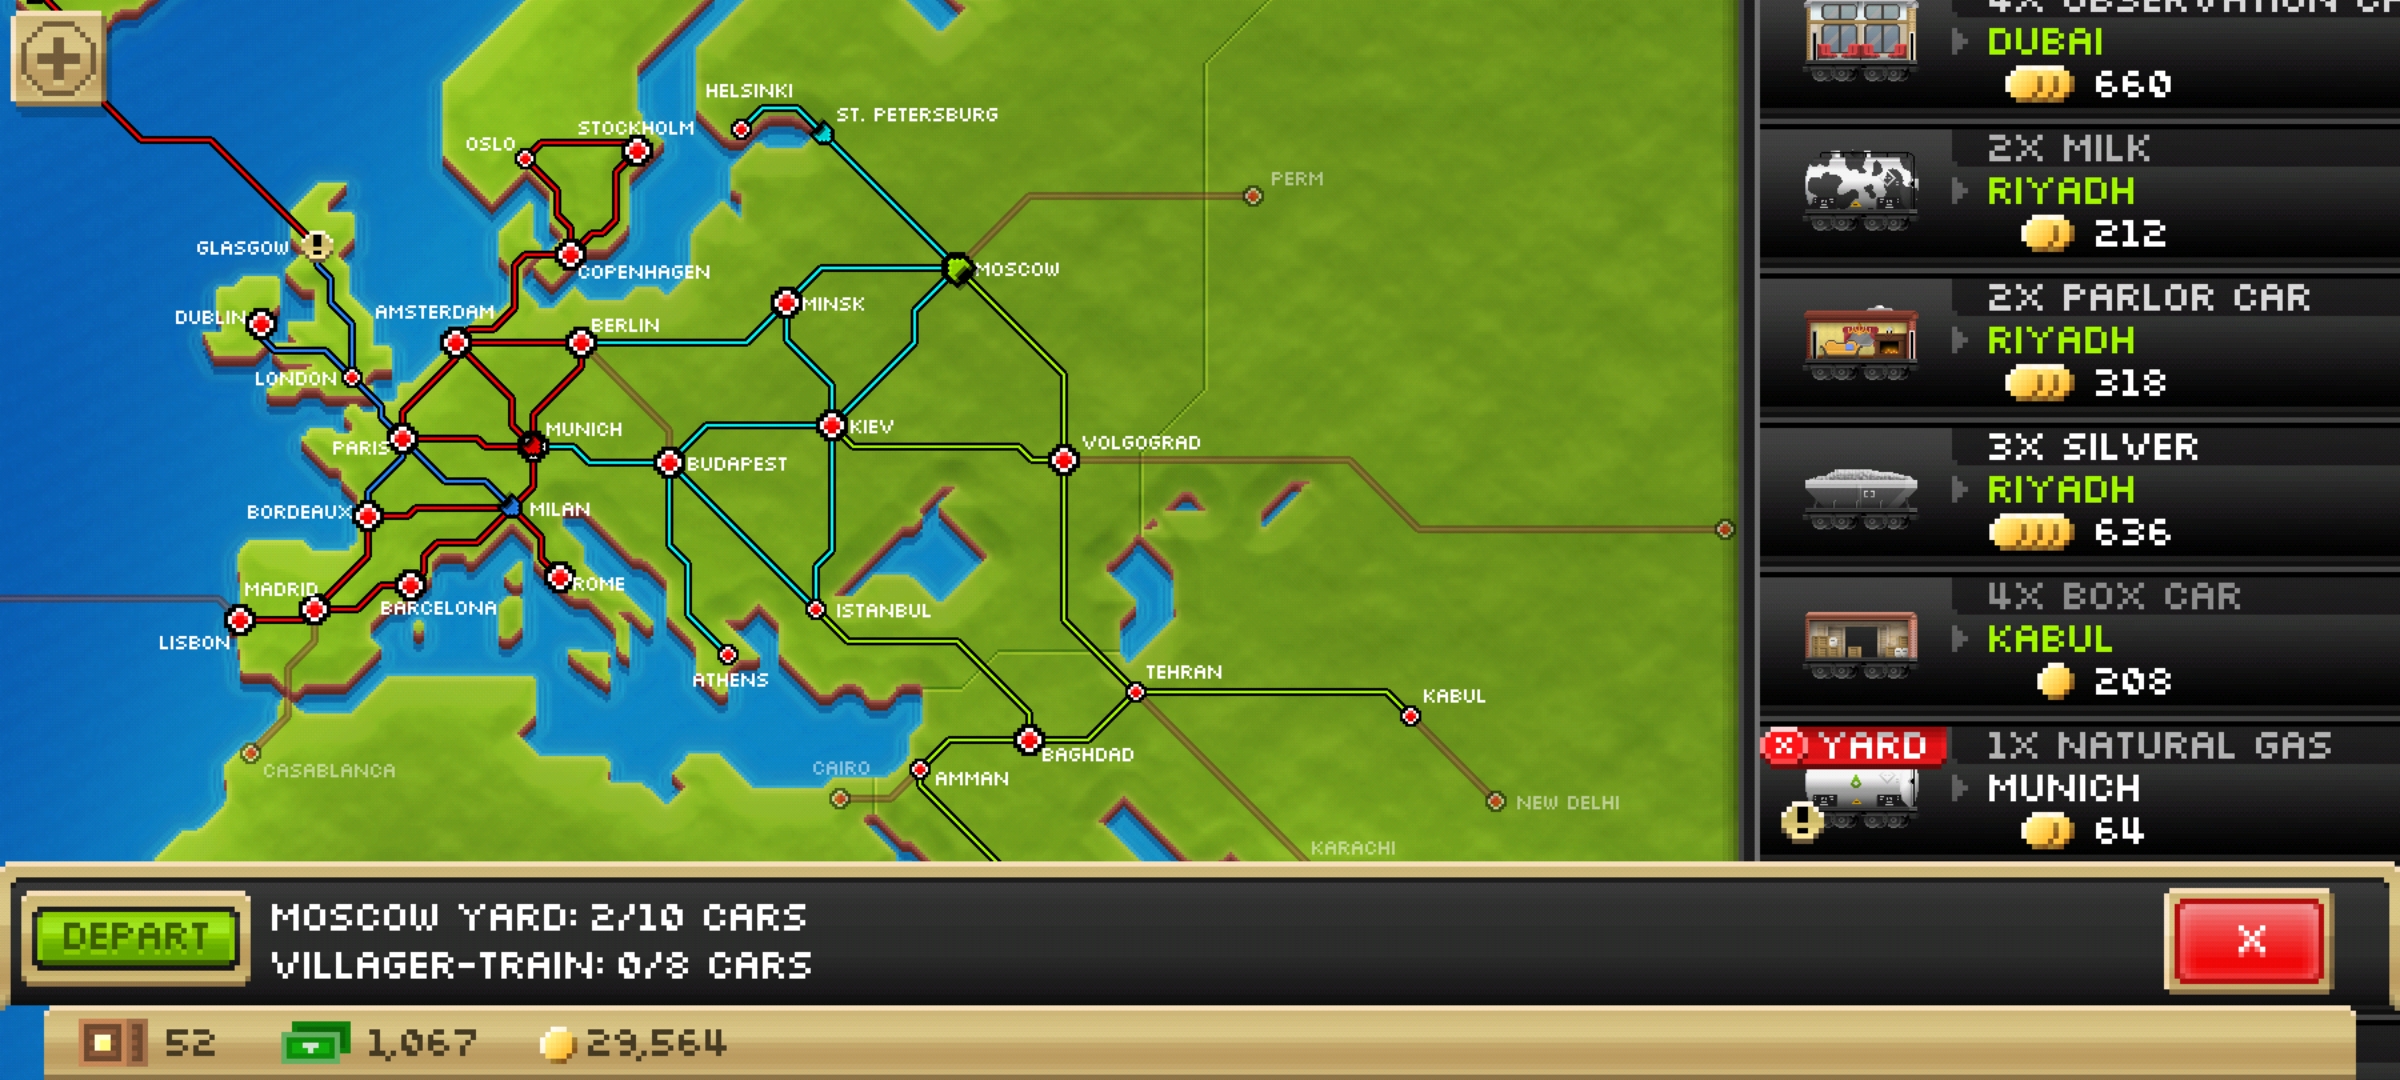 HELSINKI
ST. PETERSBURG
STOCKHOLM
OSLO
PERM
GLASGOW
COPENHAGEN
MOSCOW
MINSK
DUBLIN
AMSTERDAM
BERLIN
LONDON
MUNICH
KIEV
PARIS
BUDAPEST
VOLGOGRAD
BORDEAUX
MILAN
MADRID
ROME
BARCELONA
ISTANBUL
LISBON
ATHENS
TEHRAN
KABUL
CASABLANCA
CAIRO
BAGHDAD
AMMAN
NEW DELHI
KARACHI
4X OBSERVATION CA
DUBAI
660
2X MILK
RIYADH
212
2X PARLOR CAR
RIYADH
318
3X SILVER
RIYADH
636
4X BOX CAR
KABUL
208
X YARD
1X NATURAL GAS
MUNICH
64
DEPART
MOSCOW YARD: 2/10 CARS
VILLAGER-TRAIN: 0/8 CARS
X
52
1,067
29,564